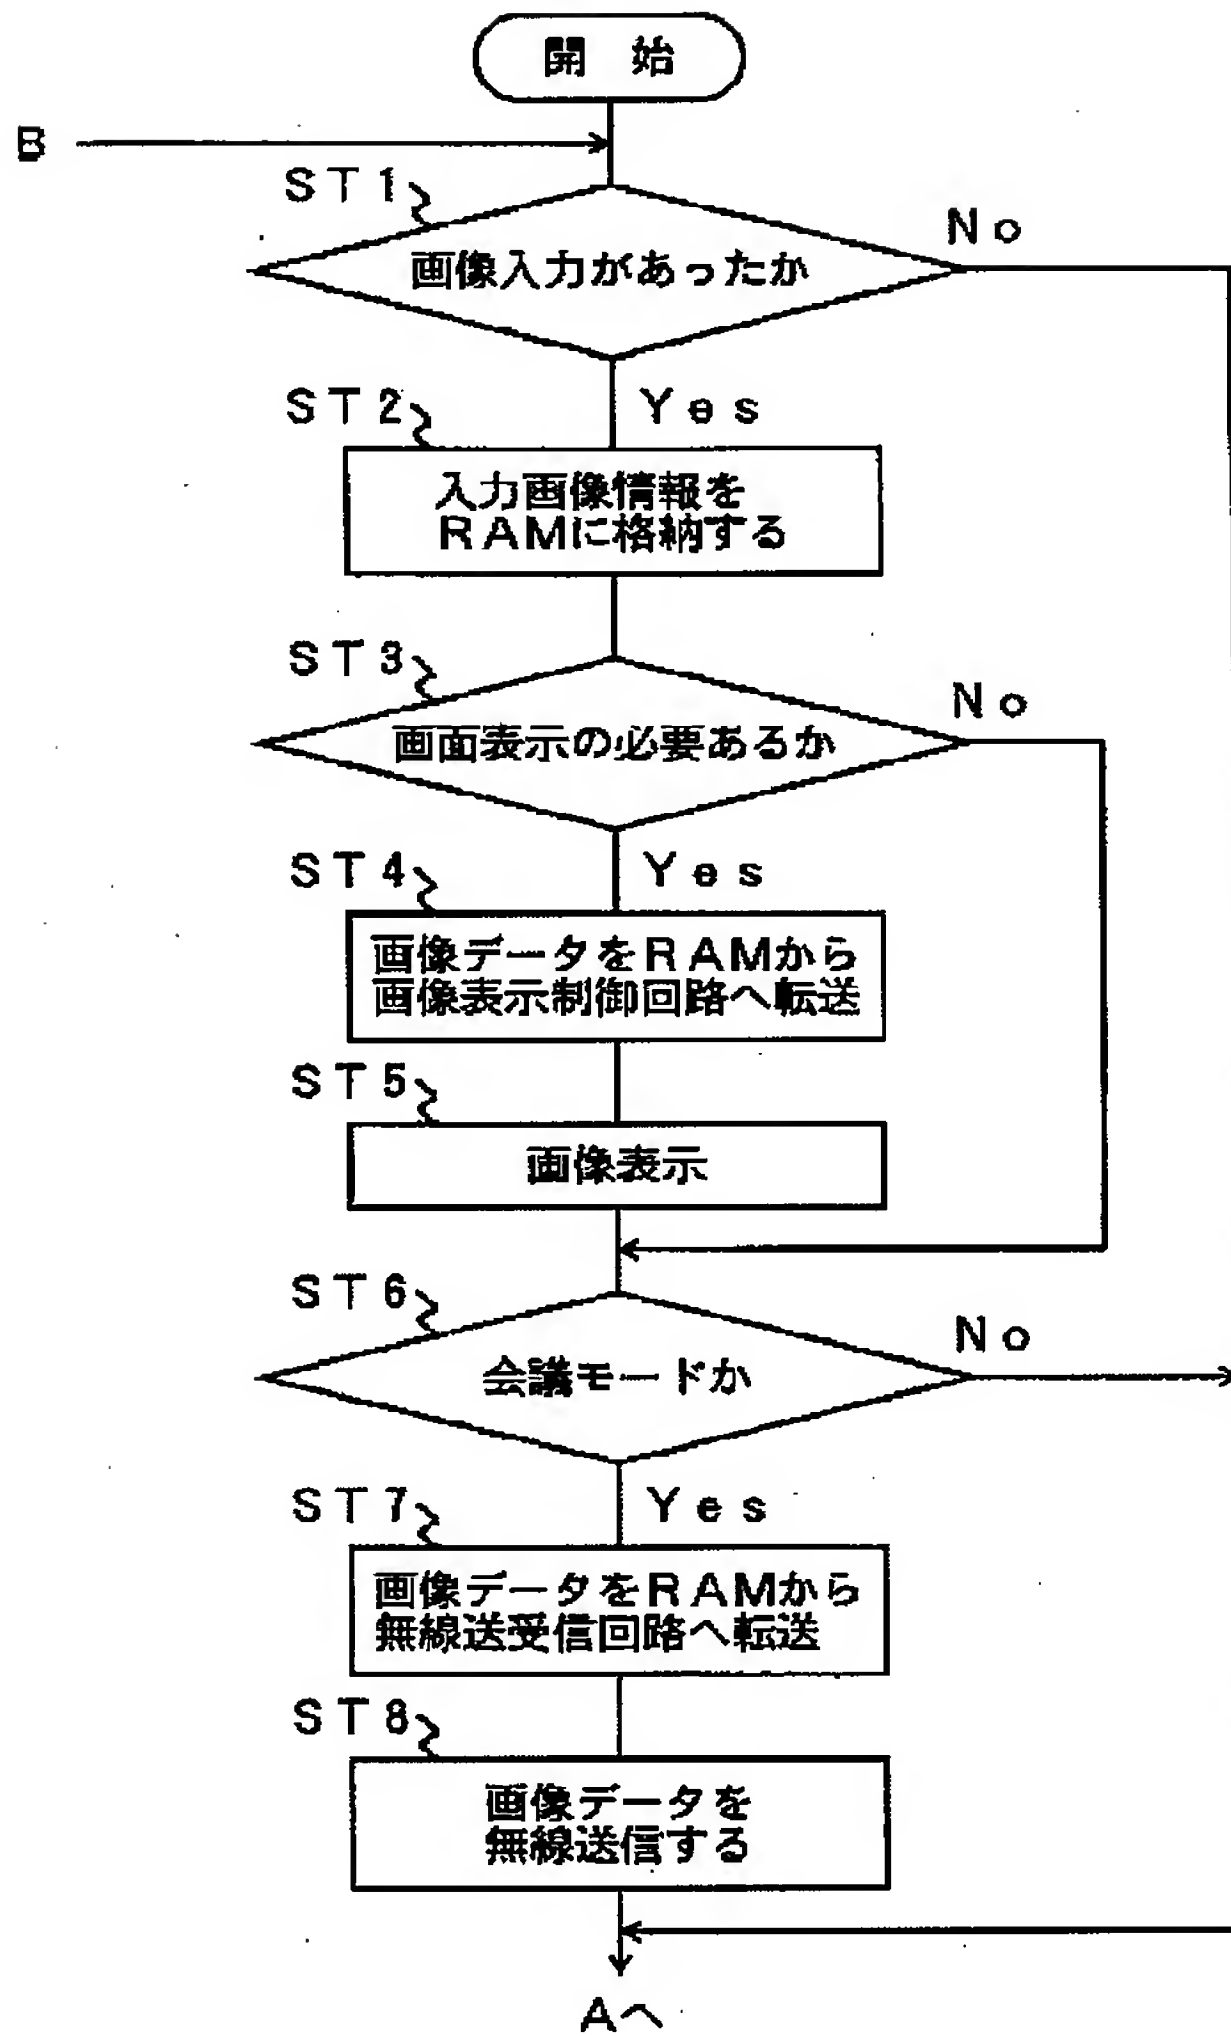 開 始
B
ST1
画像入力があったか
No
Yes
ST2
入力画像情報を
RAMに格納する
ST3
画面表示の必要あるか
No
Yes
ST4
画像データをRAMから
画像表示制御回路へ転送
ST5
画像表示
ST6
会議モードか
No
Yes
ST7
画像データをRAMから
無線送受信回路へ転送
ST8
画像データを
無線送信する
Aへ